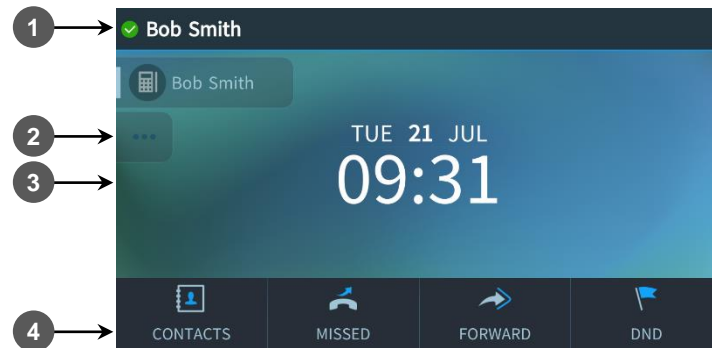 1
Bob Smith
Bob Smith
2
TUE 21 JUL
3
09:31
4
CONTACTS MISSED FORWARD DND